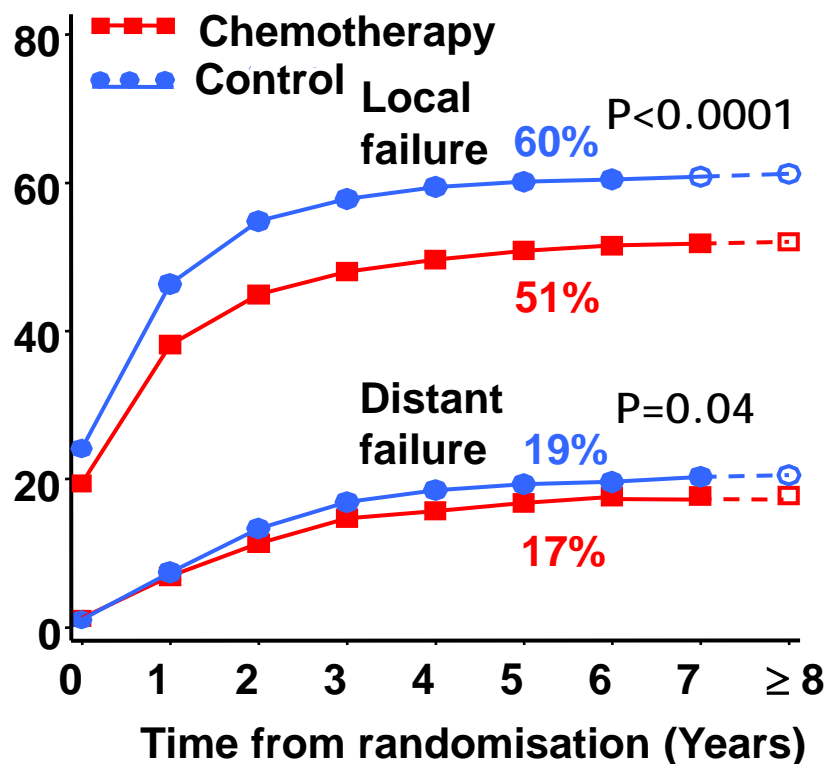 80
Chemotherapy
Control
Local
failure
P<0.0001
60%
60
51%
40
Distant
failure
P=0.04
19%
20
17%
0
0 1 2 3 4 5 6 7 ≥ 8
Time from randomisation (Years)